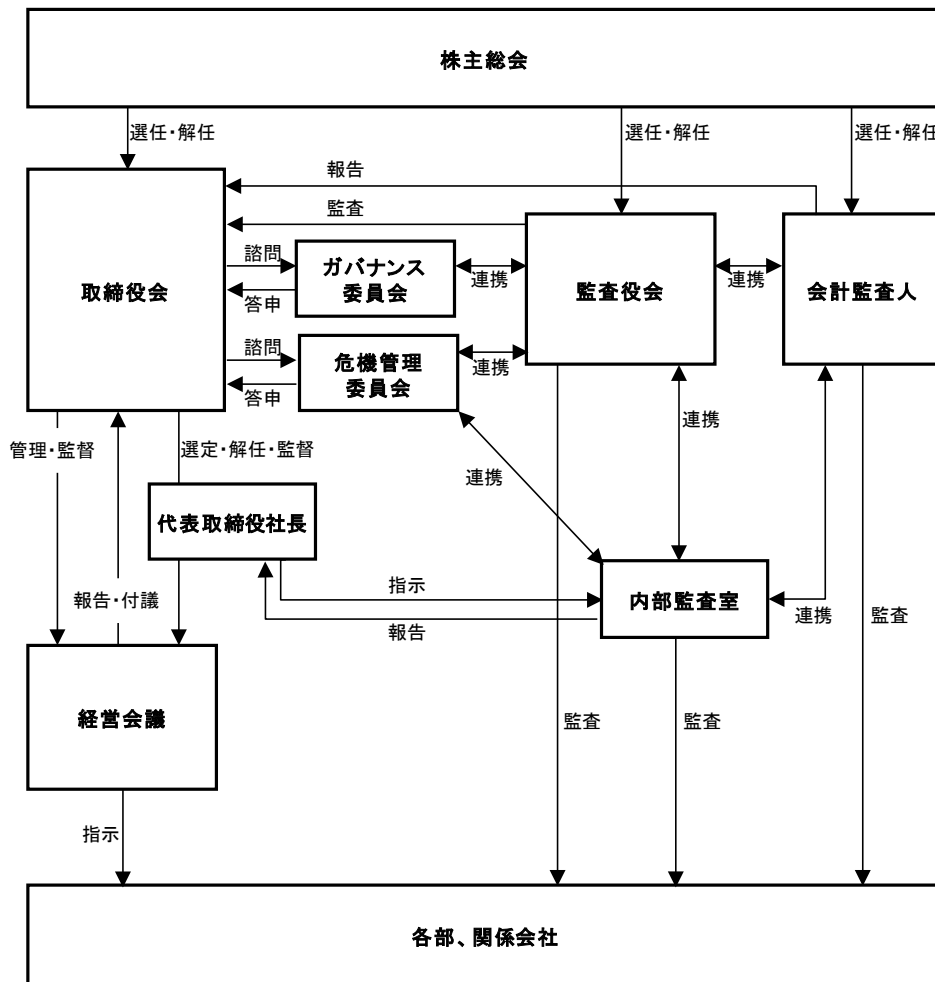 株主総会
選任・解任
選任・解任
選任・解任
報告
監査
取締役会
諮問
答申
ガバナンス
委員会
連携
監査役会
連携
会計監査人
諮問
答申
危機管理
委員会
連携
管理・監督
選定・解任・監督
連携
連携
代表取締役社長
報告・付議
指示
報告
内部監査室
連携
監査
経営会議
監査
監査
指示
各部、関係会社